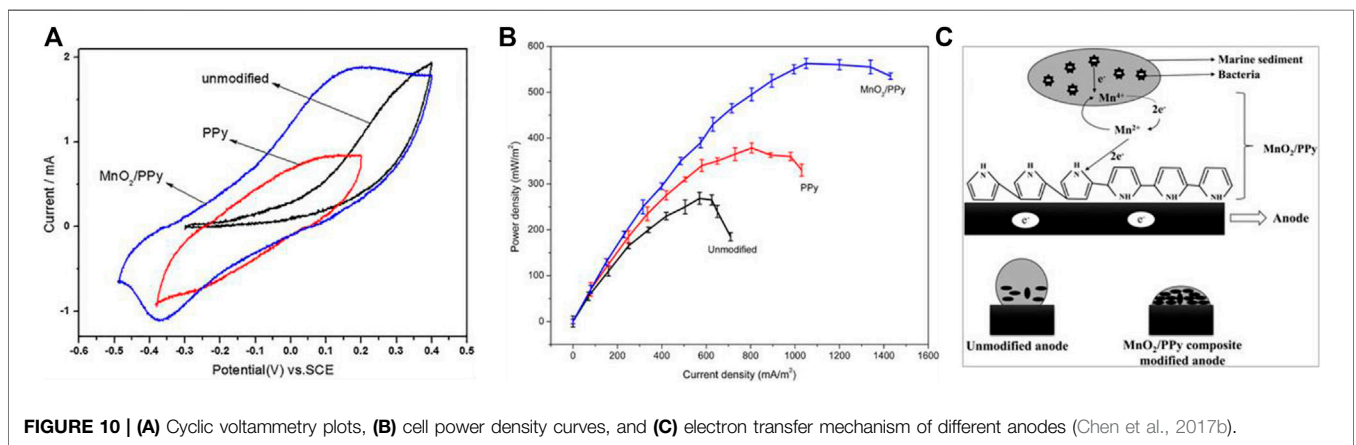 A
unmodified
PPy
MnO₂/PPy
Current / mA
2
1
0
-1
-0.6 -0.5 -0.4 -0.3 -0.2 -0.1 0.0 0.1 0.2 0.3 0.4 0.5
Potential(V) vs.SCE
B
Power density (mW/m²)
600
500
400
300
200
100
0
MnO₂/PPy
PPy
Unmodified
0 200 400 600 800 1000 1200 1400 1600
Current density (mA/m²)
C
Marine sediment
Bacteria
e⁻
Mn⁴⁺
2e⁻
Mn²⁺
2e⁻
MnO₂/PPy
H H H
N N N
NH NH NH
e⁻ e⁻
Anode
Unmodified anode
MnO₂/PPy composite
modified anode
FIGURE 10 | (A) Cyclic voltammetry plots, (B) cell power density curves, and (C) electron transfer mechanism of different anodes (Chen et al., 2017b).